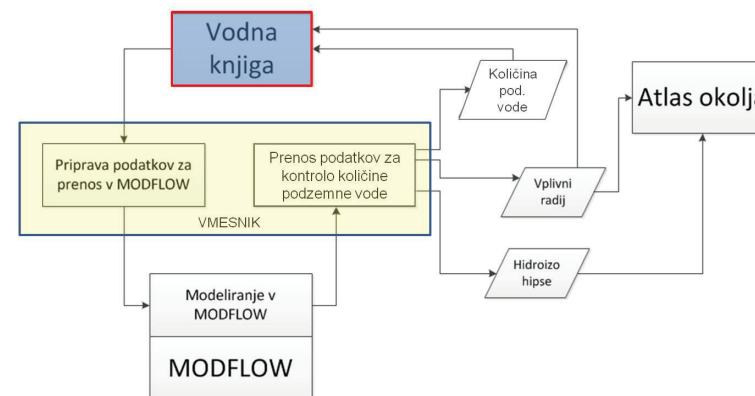 Vodna
knjiga
Količina
pod.
vode
Atlas okolja
Priprava podatkov za
prenos v MODFLOW
Prenos podatkov za
kontrolo količine
podzemne vode
Vplivni
radij
VMESNIK
Hidroizo
hipse
Modeliranje v
MODFLOW
MODFLOW